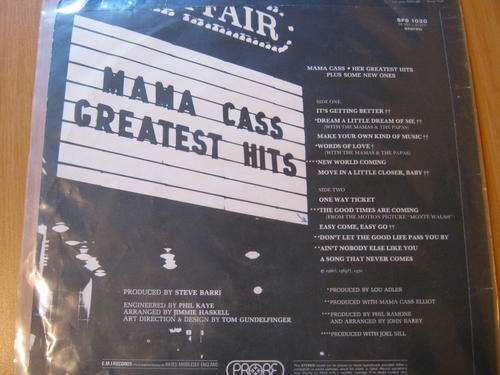 FAIR
SPB 1020
STEREO
MAMA CASS • HER GREATEST HITS
PLUS SOME NEW ONES
MAMA CASS
GREATEST HITS
SIDE ONE
IT'S GETTING BETTER ††
*DREAM A LITTLE DREAM OF ME ††
(WITH THE MAMAS & THE PAPAS)
MAKE YOUR OWN KIND OF MUSIC ††
*WORDS OF LOVE †
(WITH THE MAMAS & THE PAPAS)
****NEW WORLD COMING
MOVE IN A LITTLE CLOSER, BABY ††
SIDE TWO
ONE WAY TICKET
***THE GOOD TIMES ARE COMING
(FROM THE MOTION PICTURE "MONTE WALSH")
EASY COME, EASY GO ††
**DON'T LET THE GOOD LIFE PASS YOU BY
**AIN'T NOBODY ELSE LIKE YOU
A SONG THAT NEVER COMES
PRODUCED BY STEVE BARRI
ENGINEERED BY PHIL KAYE
ARRANGED BY JIMMIE HASKELL
ART DIRECTION & DESIGN BY TOM GUNDELFINGER
*PRODUCED BY LOU ADLER
**PRODUCED WITH MAMA CASS ELLIOT
***PRODUCED BY PHIL RAMONE
AND ARRANGED BY JOHN BARRY
****PRODUCED WITH JOEL SILL
E.M.I RECORDS
HAYES MIDDLESEX ENGLAND
PROBE